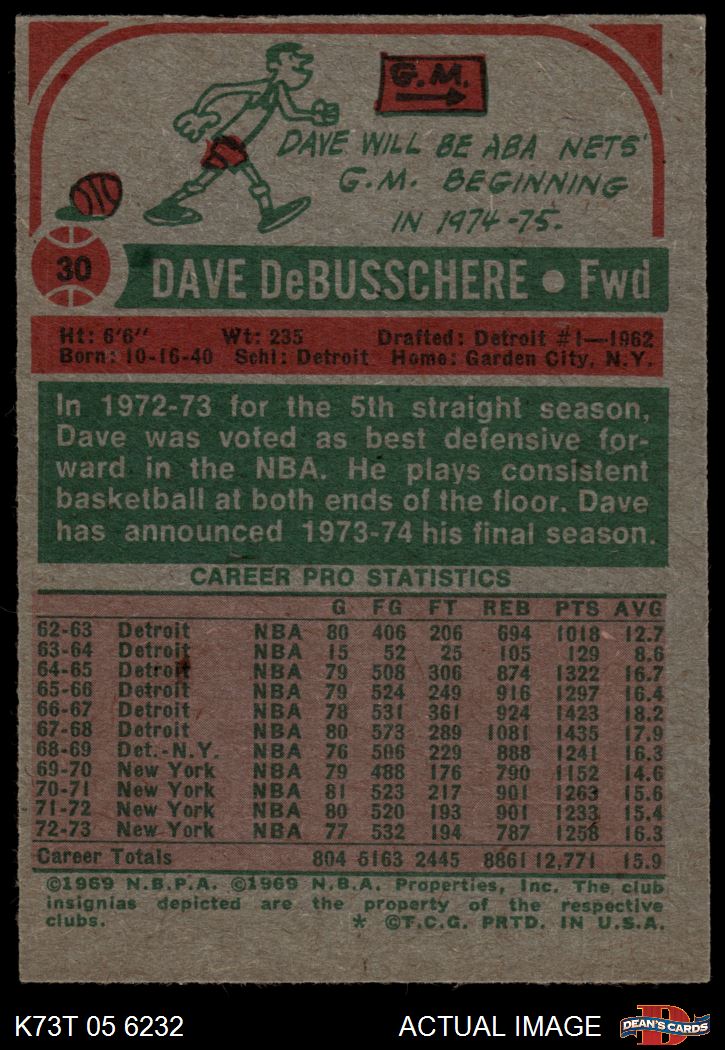 G.M.
DAVE WILL BE ABA NETS'
G.M. BEGINNING
IN 1974-75.
30 DAVE DeBUSSCHERE • Fwd
Ht: 6'6" Wt: 235 Drafted: Detroit #1—1962
Born: 10-16-40 Schl: Detroit Home: Garden City, N.Y.
In 1972-73 for the 5th straight season,
Dave was voted as best defensive for-
ward in the NBA. He plays consistent
basketball at both ends of the floor. Dave
has announced 1973-74 his final season.
CAREER PRO STATISTICS
G FG FT REB PTS AVG
62-63 Detroit NBA 80 406 206 694 1018 12.7
63-64 Detroit NBA 15 52 25 105 129 8.6
64-65 Detroit NBA 79 508 306 874 1322 16.7
65-66 Detroit NBA 79 524 249 916 1297 16.4
66-67 Detroit NBA 78 531 361 924 1423 18.2
67-68 Detroit NBA 80 573 289 1081 1435 17.9
68-69 Det.-N.Y. NBA 76 506 229 888 1241 16.3
69-70 New York NBA 79 488 176 790 1152 14.6
70-71 New York NBA 81 523 217 901 1263 15.6
71-72 New York NBA 80 520 193 901 1233 15.4
72-73 New York NBA 77 532 194 787 1258 16.3
Career Totals 804 5163 2445 8861 12,771 15.9
©1969 N.B.P.A. ©1969 N.B.A. Properties, Inc. The club
insignias depicted are the property of the respective
clubs. * ©T.C.G. PRTD. IN U.S.A.
K73T 05 6232 ACTUAL IMAGE DEAN'S CARDS